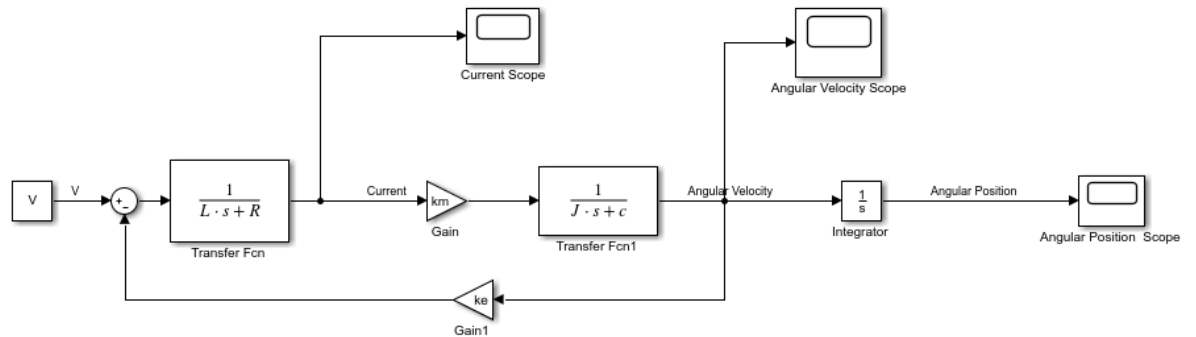 Current Scope
Angular Velocity Scope
V
V
+
−
1
L · s + R
Transfer Fcn
Current
km
Gain
1
J · s + c
Transfer Fcn1
Angular Velocity
1
s
Integrator
Angular Position
Angular Position  Scope
ke
Gain1